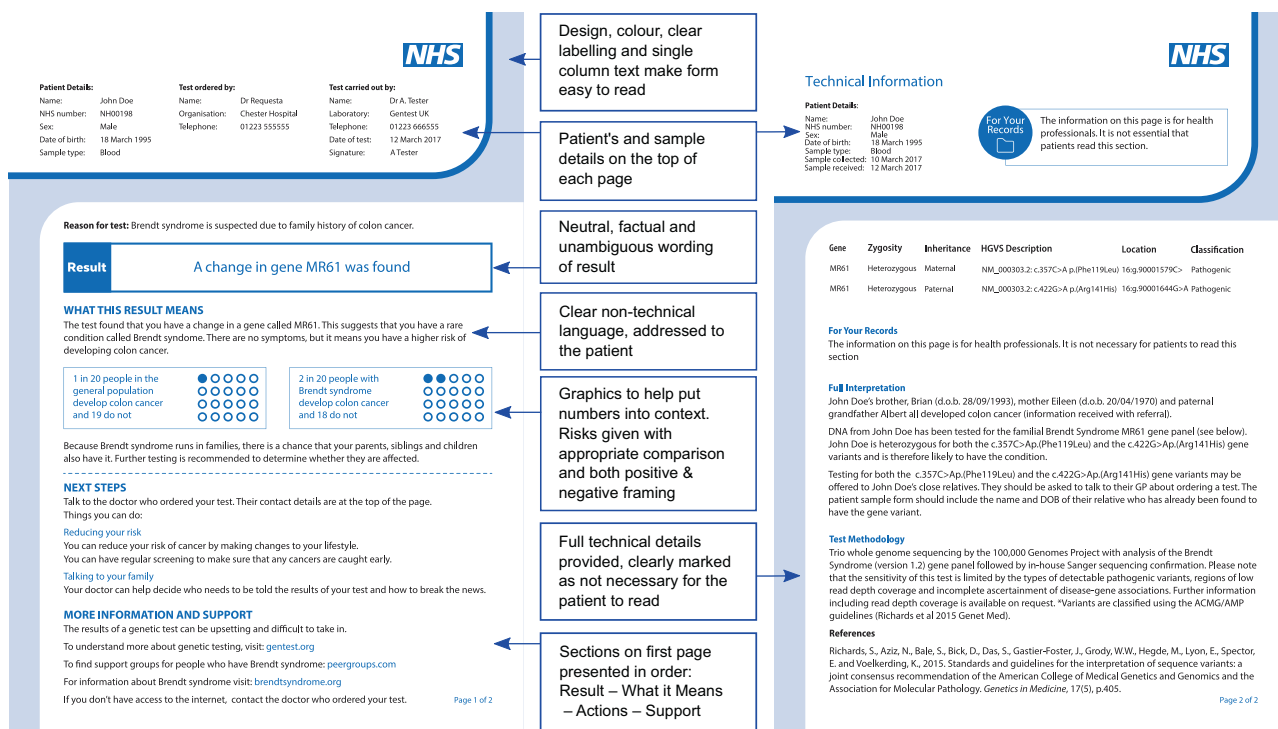 NHS
Patient Details:
Name: John Doe
NHS number: NH00198
Sex: Male
Date of birth: 18 March 1995
Sample type: Blood
Test ordered by:
Name: Dr Requesta
Organisation: Chester Hospital
Telephone: 01223 555555
Test carried out by:
Name: Dr A. Tester
Laboratory: Gentest UK
Telephone: 01223 666555
Date of test: 12 March 2017
Signature: A Tester
Reason for test: Brendt syndrome is suspected due to family history of colon cancer.
Result
A change in gene MR61 was found
WHAT THIS RESULT MEANS
The test found that you have a change in a gene called MR61. This suggests that you have a rare
condition called Brendt syndome. There are no symptoms, but it means you have a higher risk of
developing colon cancer.
1 in 20 people in the
general population
develop colon cancer
and 19 do not
2 in 20 people with
Brendt syndrome
develop colon cancer
and 18 do not
Because Brendt syndrome runs in families, there is a chance that your parents, siblings and children
also have it. Further testing is recommended to determine whether they are affected.
NEXT STEPS
Talk to the doctor who ordered your test. Their contact details are at the top of the page.
Things you can do:
Reducing your risk
You can reduce your risk of cancer by making changes to your lifestyle.
You can have regular screening to make sure that any cancers are caught early.
Talking to your family
Your doctor can help decide who needs to be told the results of your test and how to break the news.
MORE INFORMATION AND SUPPORT
The results of a genetic test can be upsetting and difficult to take in.
To understand more about genetic testing, visit: gentest.org
To find support groups for people who have Brendt syndrome: peergroups.com
For information about Brendt syndrome visit: brendtsyndrome.org
If you don't have access to the internet, contact the doctor who ordered your test.
Page 1 of 2
Design, colour, clear
labelling and single
column text make form
easy to read
Patient's and sample
details on the top of
each page
Neutral, factual and
unambiguous wording
of result
Clear non-technical
language, addressed to
the patient
Graphics to help put
numbers into context.
Risks given with
appropriate comparison
and both positive &
negative framing
Full technical details
provided, clearly marked
as not necessary for the
patient to read
Sections on first page
presented in order:
Result – What it Means
– Actions – Support
NHS
Technical Information
Patient Details:
Name: John Doe
NHS number: NH00198
Sex: Male
Date of birth: 18 March 1995
Sample type: Blood
Sample collected: 10 March 2017
Sample received: 12 March 2017
For Your
Records
The information on this page is for health
professionals. It is not essential that
patients read this section.
Gene Zygosity Inheritance HGVS Description Location Classification
MR61 Heterozygous Maternal NM_000303.2: c.357C>A p.(Phe119Leu) 16:g.90001579C> Pathogenic
MR61 Heterozygous Paternal NM_000303.2: c.422G>A p.(Arg141His) 16:g.90001644G>A Pathogenic
For Your Records
The information on this page is for health professionals. It is not necessary for patients to read this
section
Full Interpretation
John Doe's brother, Brian (d.o.b. 28/09/1993), mother Eileen (d.o.b. 20/04/1970) and paternal
grandfather Albert all developed colon cancer (information received with referral).
DNA from John Doe has been tested for the familial Brendt Syndrome MR61 gene panel (see below).
John Doe is heterozygous for both the c.357C>Ap.(Phe119Leu) and the c.422G>Ap.(Arg141His) gene
variants and is therefore likely to have the condition.
Testing for both the c.357C>Ap.(Phe119Leu) and the c.422G>Ap.(Arg141His) gene variants may be
offered to John Doe's close relatives. They should be asked to talk to their GP about ordering a test. The
patient sample form should include the name and DOB of their relative who has already been found to
have the gene variant.
Test Methodology
Trio whole genome sequencing by the 100,000 Genomes Project with analysis of the Brendt
Syndrome (version 1.2) gene panel followed by in-house Sanger sequencing confirmation. Please note
that the sensitivity of this test is limited by the types of detectable pathogenic variants, regions of low
read depth coverage and incomplete ascertainment of disease-gene associations. Further information
including read depth coverage is available on request. *Variants are classified using the ACMG/AMP
guidelines (Richards et al 2015 Genet Med).
References
Richards, S., Aziz, N., Bale, S., Bick, D., Das, S., Gastier-Foster, J., Grody, W.W., Hegde, M., Lyon, E., Spector,
E. and Voelkerding, K., 2015. Standards and guidelines for the interpretation of sequence variants: a
joint consensus recommendation of the American College of Medical Genetics and Genomics and the
Association for Molecular Pathology. Genetics in Medicine, 17(5), p.405.
Page 2 of 2